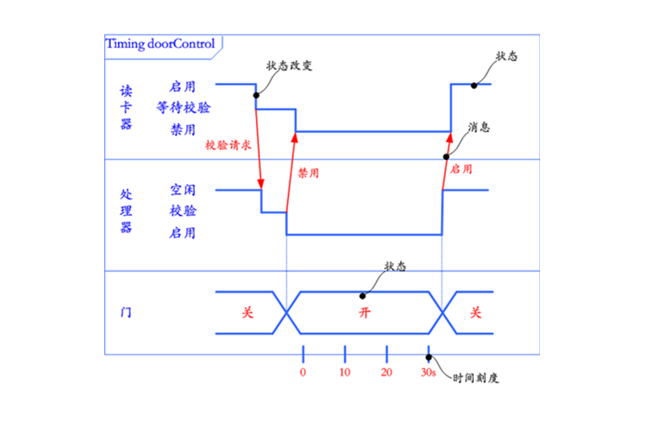 Timing doorControl
状态改变
状态
读卡器
启用
等待校验
禁用
校验请求
消息
禁用
启用
处理器
空闲
校验
启用
状态
门
关
开
关
0 10 20 30s
时间刻度